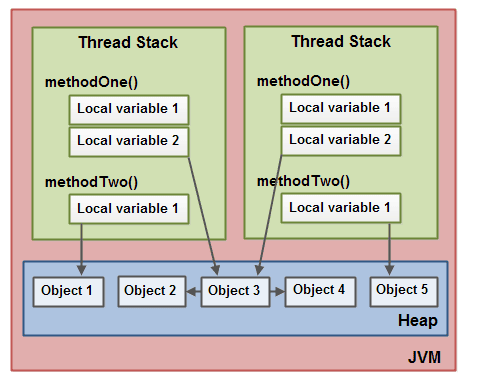 Thread Stack
methodOne()
Local variable 1
Local variable 2
methodTwo()
Local variable 1
Thread Stack
methodOne()
Local variable 1
Local variable 2
methodTwo()
Local variable 1
Object 1
Object 2
Object 3
Object 4
Object 5
Heap
JVM